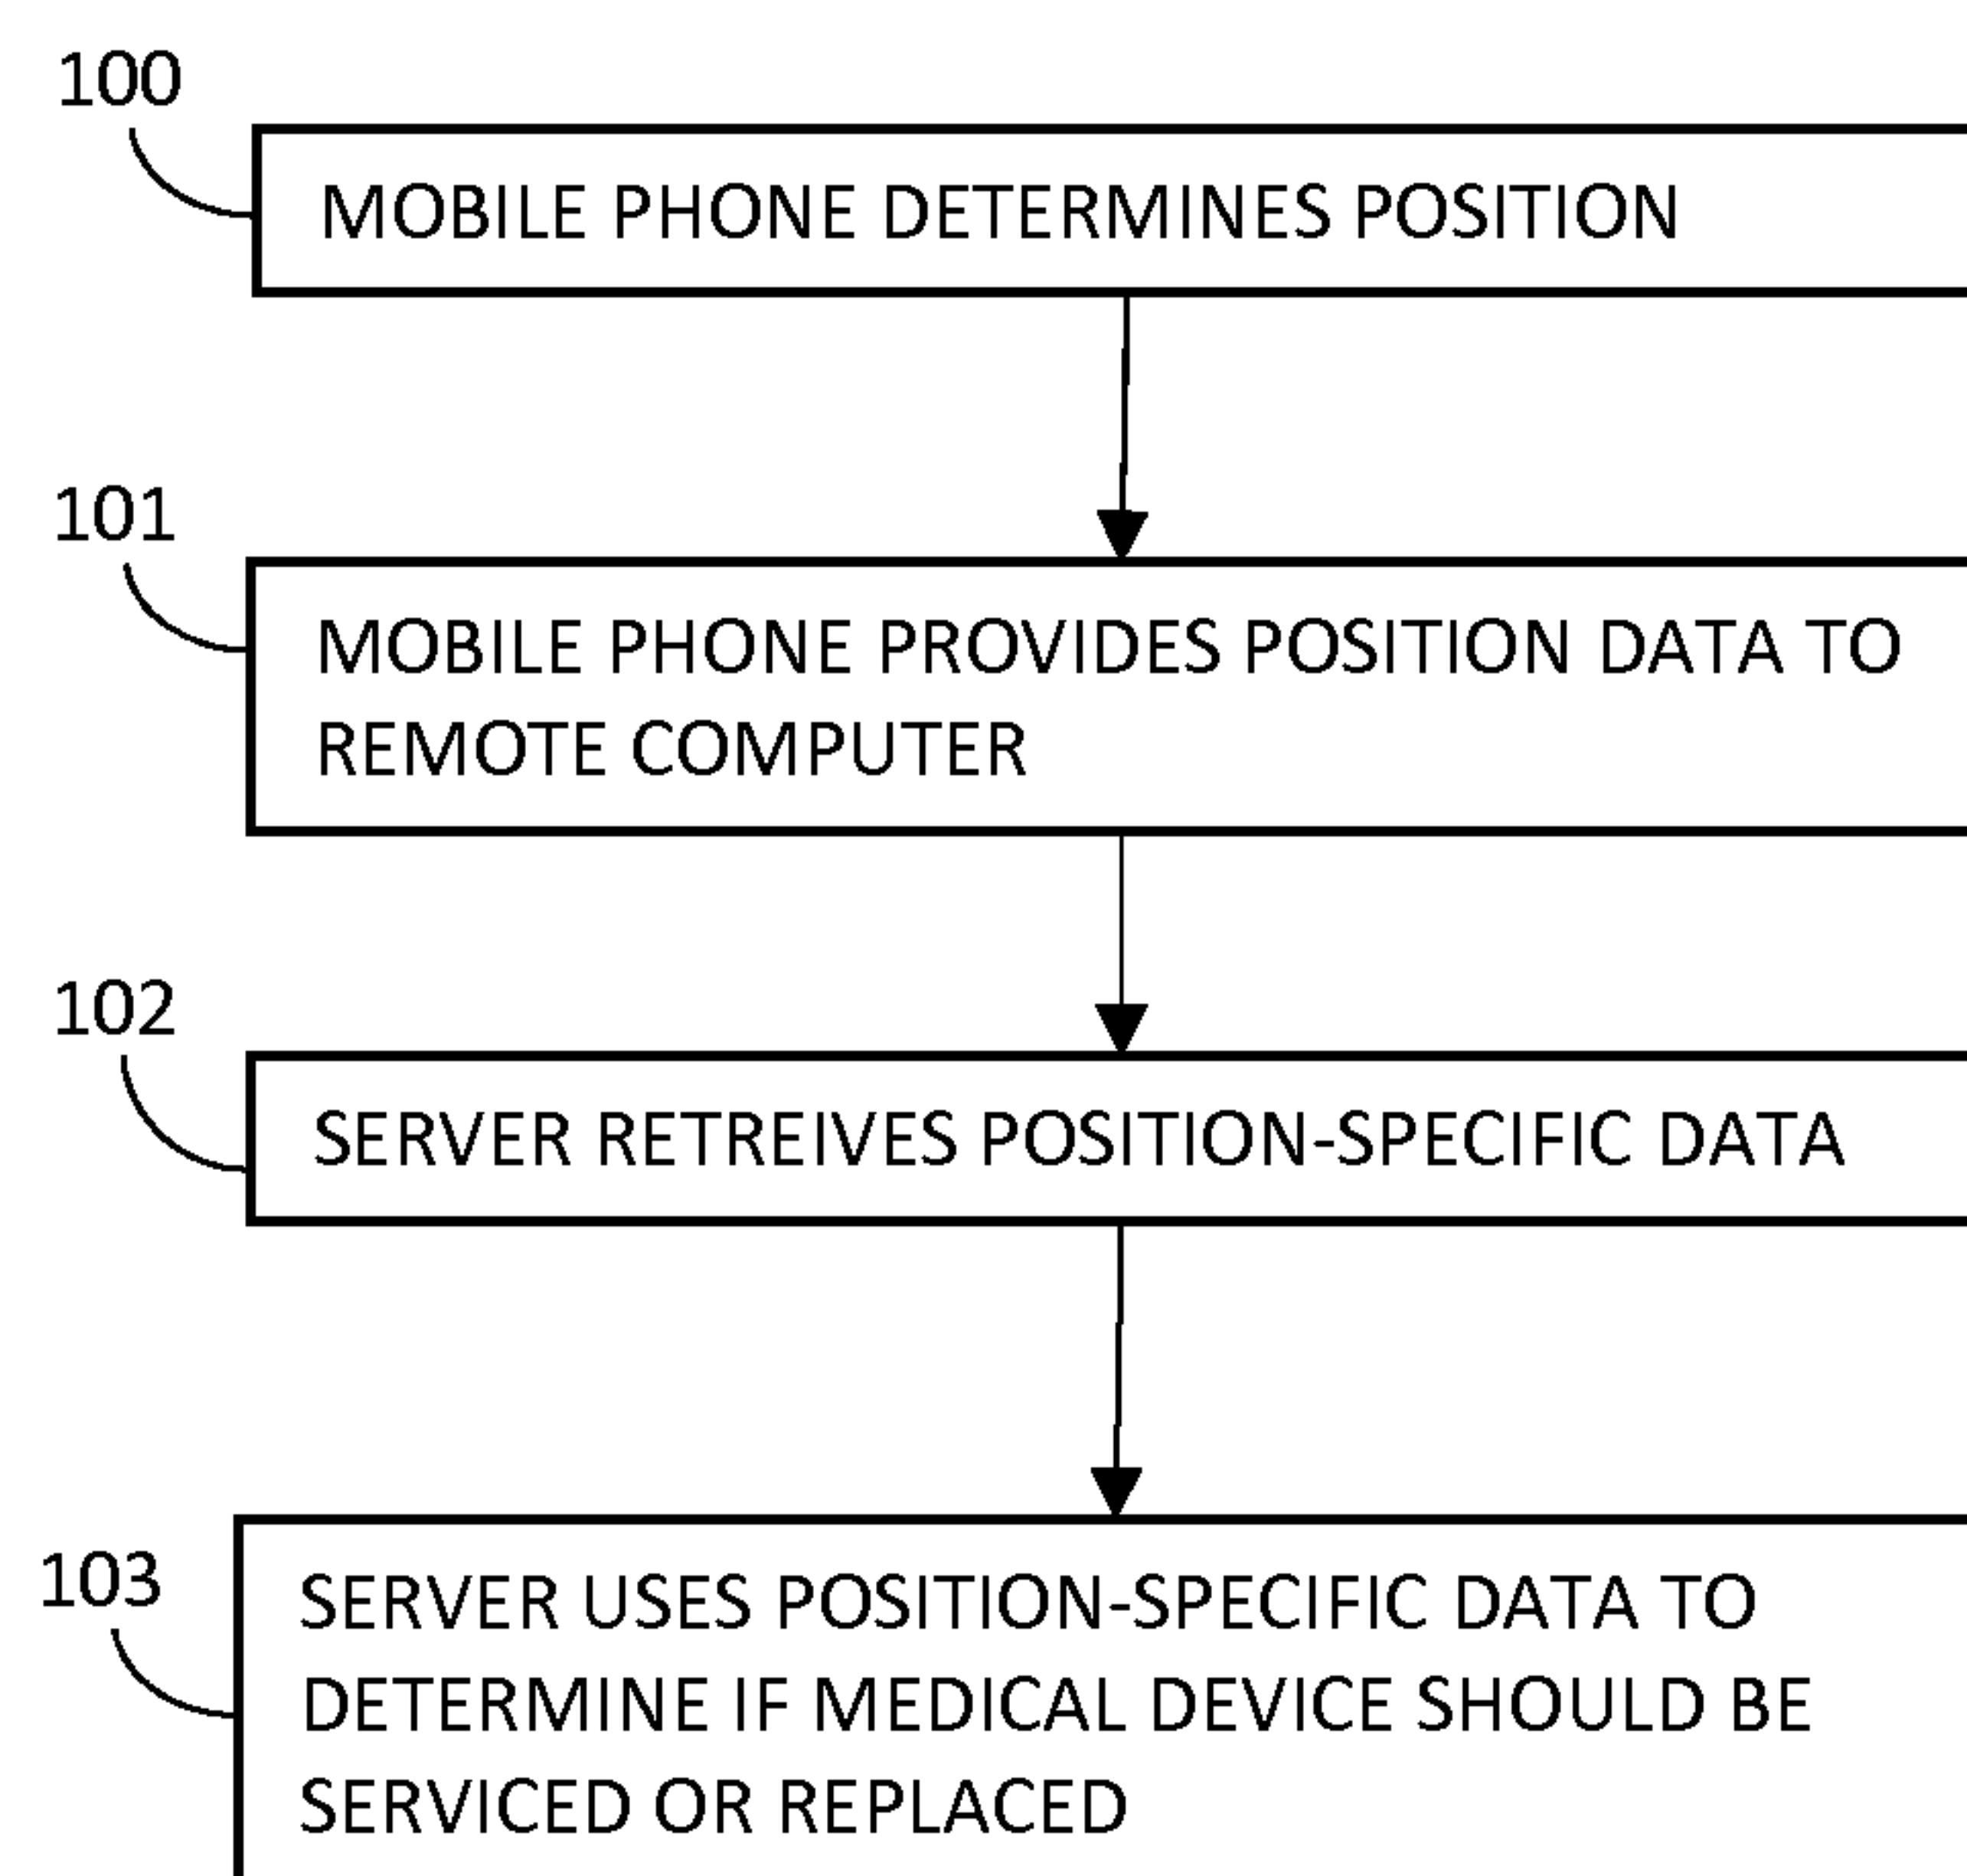 100
MOBILE PHONE DETERMINES POSITION
101
MOBILE PHONE PROVIDES POSITION DATA TO
REMOTE COMPUTER
102
SERVER RETREIVES POSITION-SPECIFIC DATA
103
SERVER USES POSITION-SPECIFIC DATA TO
DETERMINE IF MEDICAL DEVICE SHOULD BE
SERVICED OR REPLACED